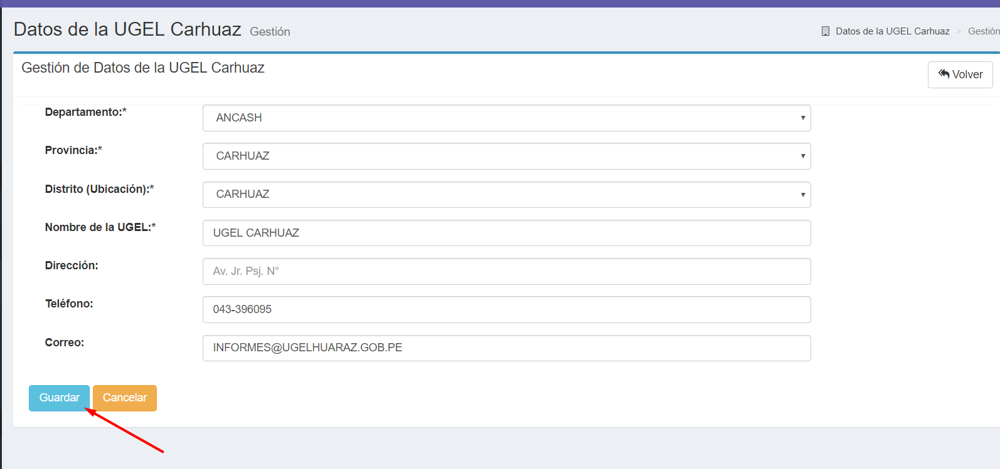 Datos de la UGEL Carhuaz Gestión
Datos de la UGEL Carhuaz > Gestión
Gestión de Datos de la UGEL Carhuaz
Volver
Departamento:* ANCASH
Provincia:* CARHUAZ
Distrito (Ubicación):* CARHUAZ
Nombre de la UGEL:* UGEL CARHUAZ
Dirección: Av. Jr. Psj. N°
Teléfono: 043-396095
Correo: INFORMES@UGELHUARAZ.GOB.PE
Guardar Cancelar